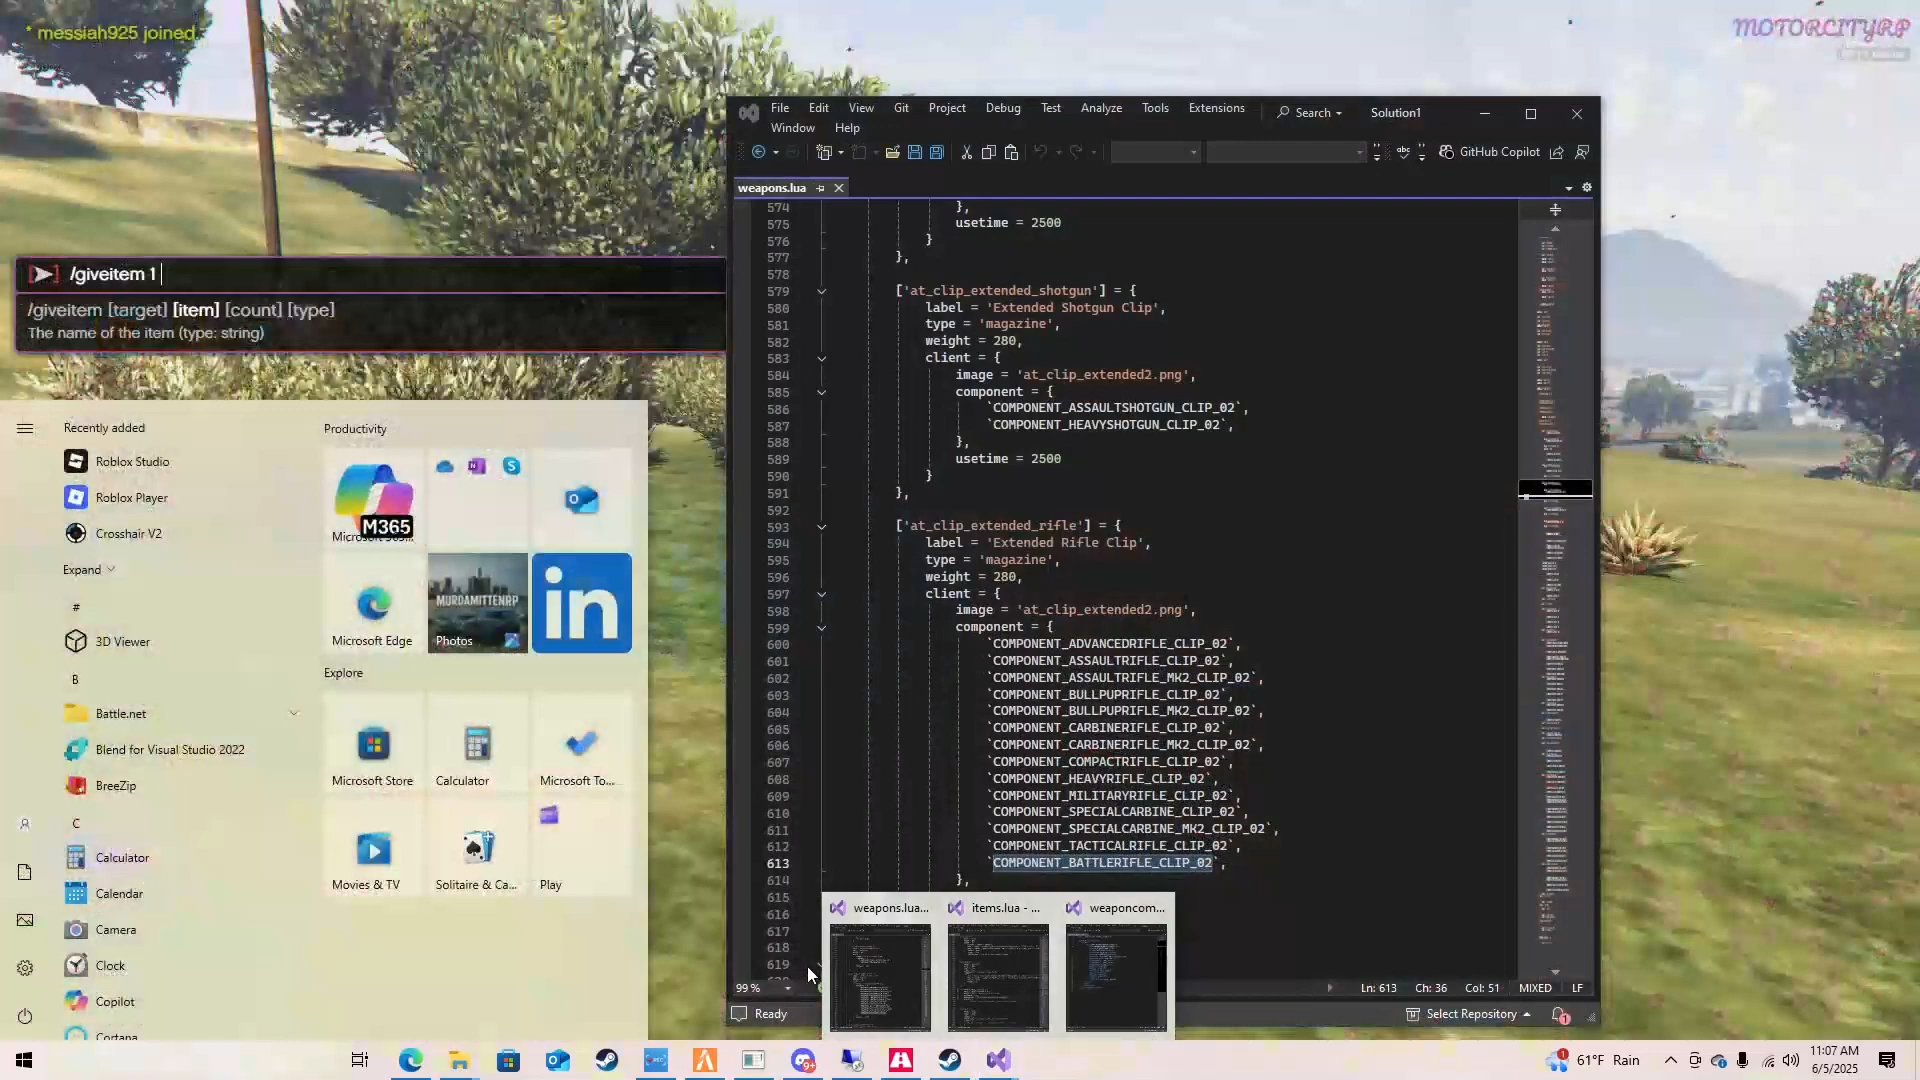 * messiah925 joined.
MOTORCITYRP
/giveitem 1
/giveitem [target] [item] [count] [type]
The name of the item (type: string)
File Edit View Git Project Debug Test Analyze Tools Extensions
Search
Solution1
Window Help
GitHub Copilot
weapons.lua
574 },
575 usetime = 2500
576 }
577 },
578
579 ['at_clip_extended_shotgun'] = {
580 label = 'Extended Shotgun Clip',
581 type = 'magazine',
582 weight = 280,
583 client = {
584 image = 'at_clip_extended2.png',
585 component = {
586 `COMPONENT_ASSAULTSHOTGUN_CLIP_02`,
587 `COMPONENT_HEAVYSHOTGUN_CLIP_02`,
588 },
589 usetime = 2500
590 }
591 },
592
593 ['at_clip_extended_rifle'] = {
594 label = 'Extended Rifle Clip',
595 type = 'magazine',
596 weight = 280,
597 client = {
598 image = 'at_clip_extended2.png',
599 component = {
600 `COMPONENT_ADVANCEDRIFLE_CLIP_02`,
601 `COMPONENT_ASSAULTRIFLE_CLIP_02`,
602 `COMPONENT_ASSAULTRIFLE_MK2_CLIP_02`,
603 `COMPONENT_BULLPUPRIFLE_CLIP_02`,
604 `COMPONENT_BULLPUPRIFLE_MK2_CLIP_02`,
605 `COMPONENT_CARBINERIFLE_CLIP_02`,
606 `COMPONENT_CARBINERIFLE_MK2_CLIP_02`,
607 `COMPONENT_COMPACTRIFLE_CLIP_02`,
608 `COMPONENT_HEAVYRIFLE_CLIP_02`,
609 `COMPONENT_MILITARYRIFLE_CLIP_02`,
610 `COMPONENT_SPECIALCARBINE_CLIP_02`,
611 `COMPONENT_SPECIALCARBINE_MK2_CLIP_02`,
612 `COMPONENT_TACTICALRIFLE_CLIP_02`,
613 `COMPONENT_BATTLERIFLE_CLIP_02`,
614 },
615
616
617
618
619
99 %
Ln: 613 Ch: 36 Col: 51 MIXED LF
Ready
Select Repository
1
weapons.lua...
items.lua - ...
weaponcom...
Recently added
Roblox Studio
Roblox Player
Crosshair V2
Expand
#
3D Viewer
B
Battle.net
Blend for Visual Studio 2022
BreeZip
C
Calculator
Calendar
Camera
Clock
Copilot
Cortana
Productivity
M365
Microsoft 365...
Microsoft Edge
MURDAMITTENRP
Photos
in
Explore
Microsoft Store
Calculator
Microsoft To...
Movies & TV
Solitaire & Ca...
Play
9+
1
61°F Rain
11:07 AM
6/5/2025